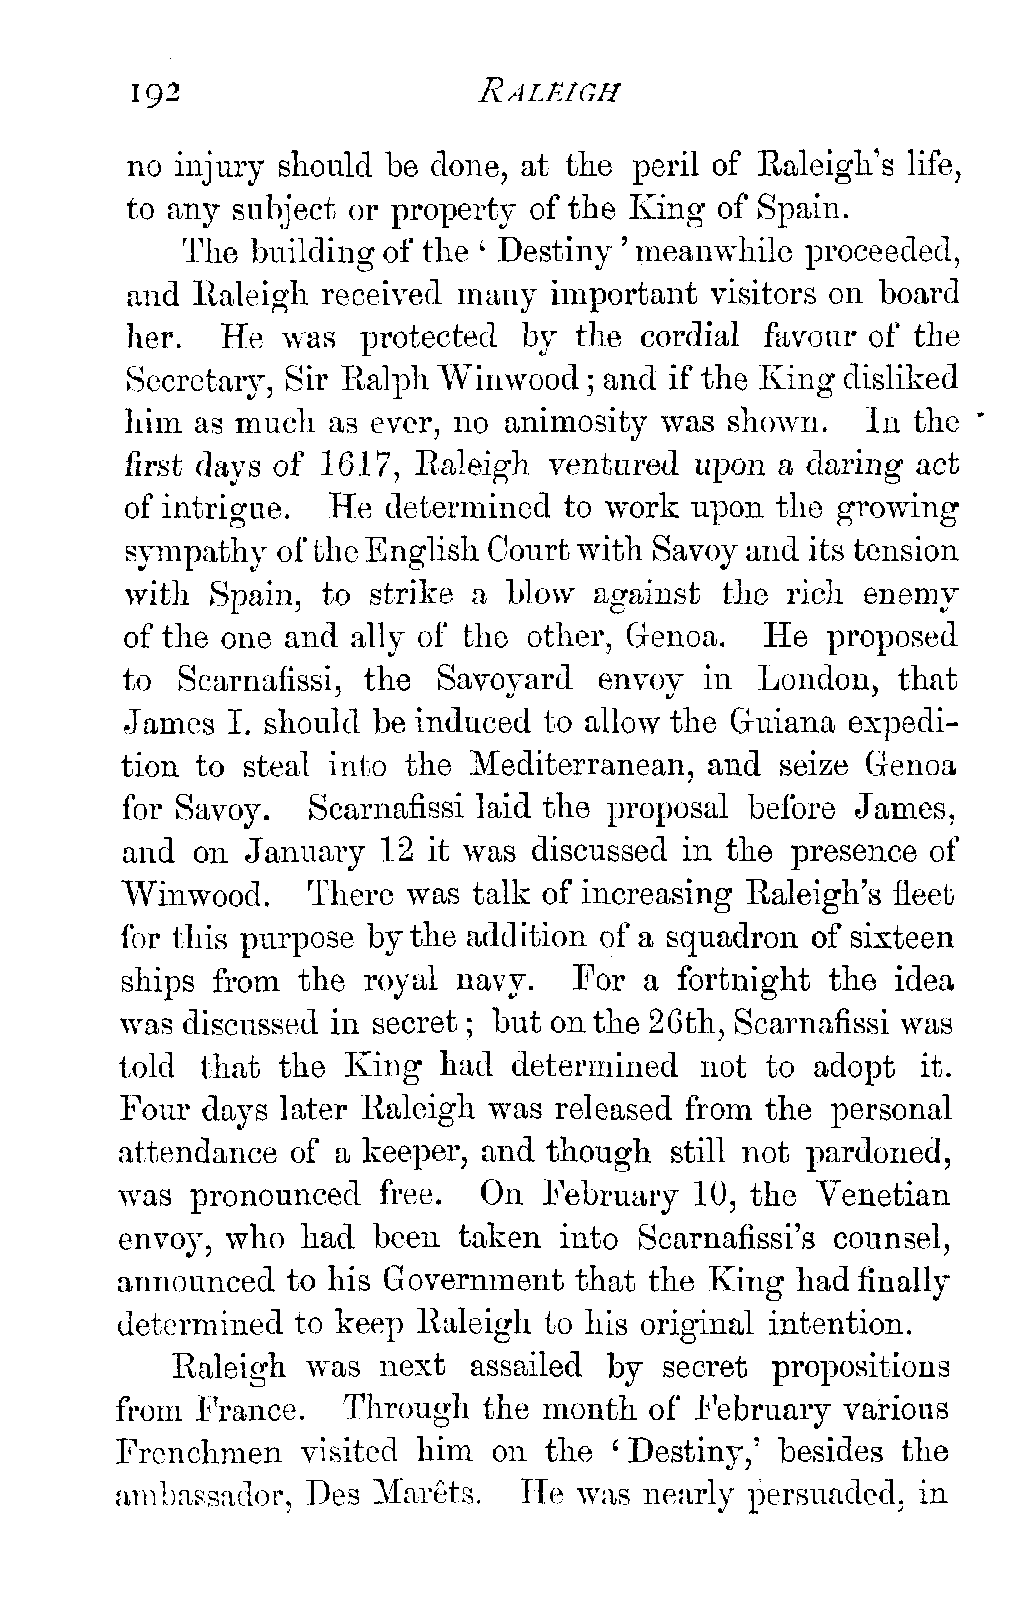 192 RALEIGH
no injury should be done, at the peril of Raleigh's life,
to any subject or property of the King of Spain.
The building of the ‘ Destiny ’ meanwhile proceeded,
and Raleigh received many important visitors on board
her. He was protected by the cordial favour of the
Secretary, Sir Ralph Winwood ; and if the King disliked
him as much as ever, no animosity was shown. In the
first days of 1617, Raleigh ventured upon a daring act
of intrigue. He determined to work upon the growing
sympathy of the English Court with Savoy and its tension
with Spain, to strike a blow against the rich enemy
of the one and ally of the other, Genoa. He proposed
to Scarnafissi, the Savoyard envoy in London, that
James I. should be induced to allow the Guiana expedi-
tion to steal into the Mediterranean, and seize Genoa
for Savoy. Scarnafissi laid the proposal before James,
and on January 12 it was discussed in the presence of
Winwood. There was talk of increasing Raleigh's fleet
for this purpose by the addition of a squadron of sixteen
ships from the royal navy. For a fortnight the idea
was discussed in secret ; but on the 26th, Scarnafissi was
told that the King had determined not to adopt it.
Four days later Raleigh was released from the personal
attendance of a keeper, and though still not pardoned,
was pronounced free. On February 10, the Venetian
envoy, who had been taken into Scarnafissi's counsel,
announced to his Government that the King had finally
determined to keep Raleigh to his original intention.
Raleigh was next assailed by secret propositions
from France. Through the month of February various
Frenchmen visited him on the ‘ Destiny,’ besides the
ambassador, Des Marêts. He was nearly persuaded, in